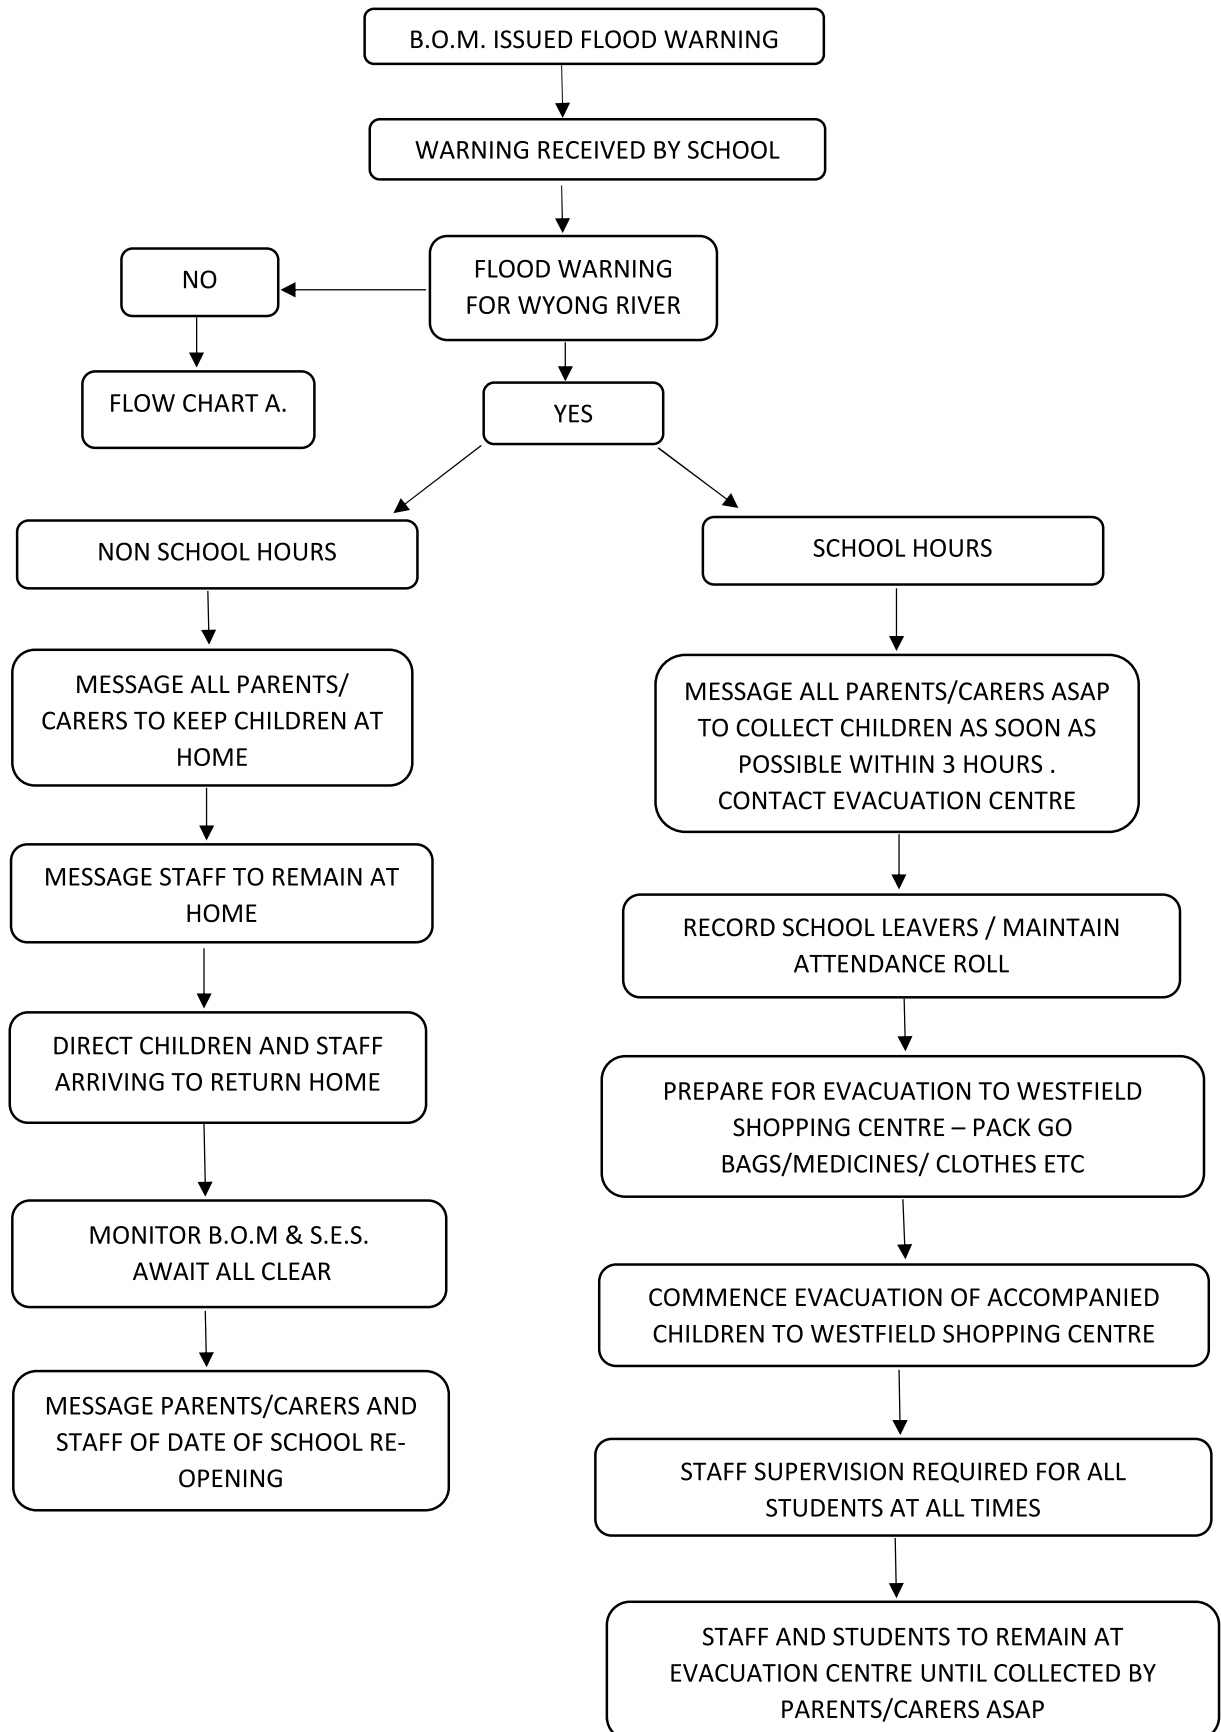 B.O.M. ISSUED FLOOD WARNING
WARNING RECEIVED BY SCHOOL
FLOOD WARNING
FOR WYONG RIVER
NO
FLOW CHART A.
YES
NON SCHOOL HOURS
MESSAGE ALL PARENTS/
CARERS TO KEEP CHILDREN AT
HOME
MESSAGE STAFF TO REMAIN AT
HOME
DIRECT CHILDREN AND STAFF
ARRIVING TO RETURN HOME
MONITOR B.O.M & S.E.S.
AWAIT ALL CLEAR
MESSAGE PARENTS/CARERS AND
STAFF OF DATE OF SCHOOL RE-
OPENING
SCHOOL HOURS
MESSAGE ALL PARENTS/CARERS ASAP
TO COLLECT CHILDREN AS SOON AS
POSSIBLE WITHIN 3 HOURS .
CONTACT EVACUATION CENTRE
RECORD SCHOOL LEAVERS / MAINTAIN
ATTENDANCE ROLL
PREPARE FOR EVACUATION TO WESTFIELD
SHOPPING CENTRE – PACK GO
BAGS/MEDICINES/ CLOTHES ETC
COMMENCE EVACUATION OF ACCOMPANIED
CHILDREN TO WESTFIELD SHOPPING CENTRE
STAFF SUPERVISION REQUIRED FOR ALL
STUDENTS AT ALL TIMES
STAFF AND STUDENTS TO REMAIN AT
EVACUATION CENTRE UNTIL COLLECTED BY
PARENTS/CARERS ASAP